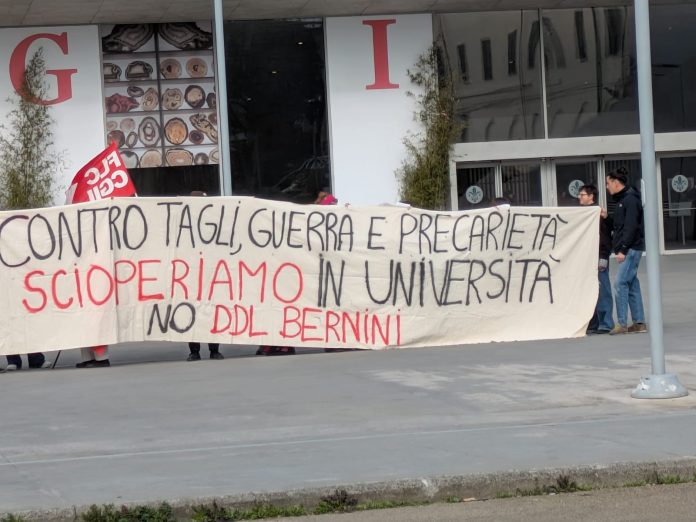 G I
FLC
CGIL
CONTRO TAGLI, GUERRA E PRECARIETÀ
SCIOPERIAMO IN UNIVERSITÀ
NO DDL BERNINI